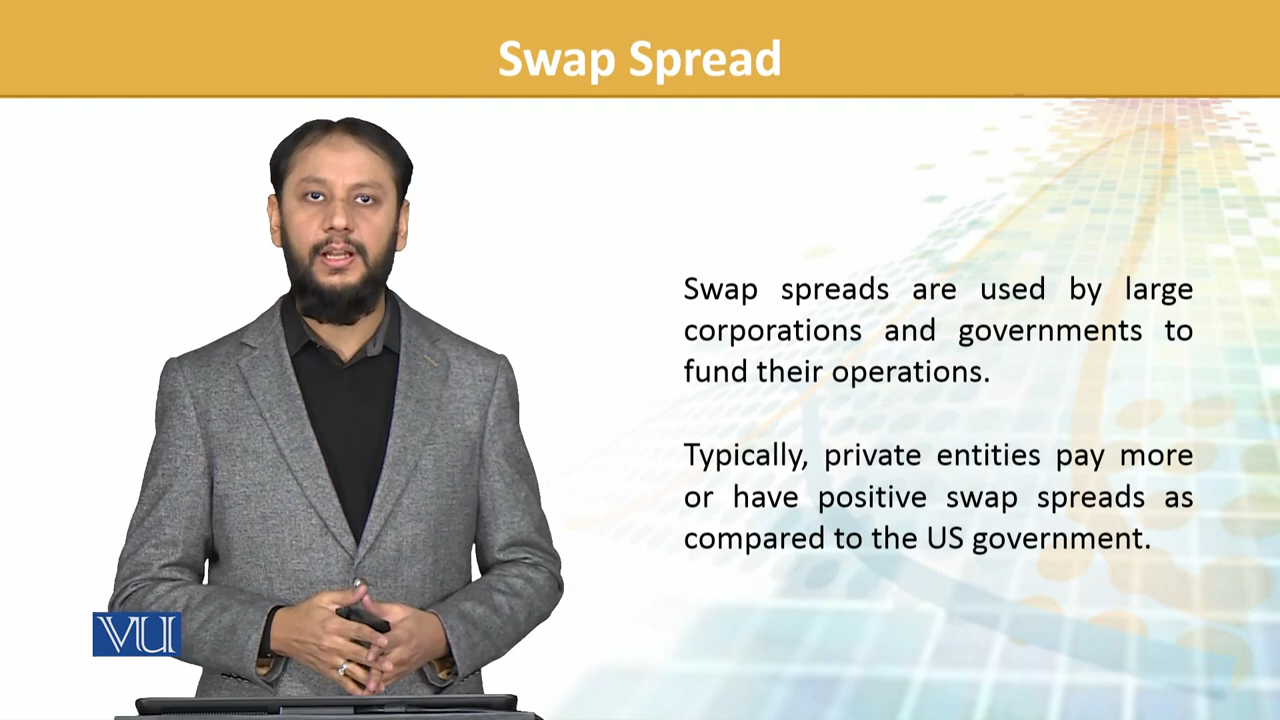 Swap Spread
Swap spreads are used by large
corporations and governments to
fund their operations.
Typically, private entities pay more
or have positive swap spreads as
compared to the US government.
VU